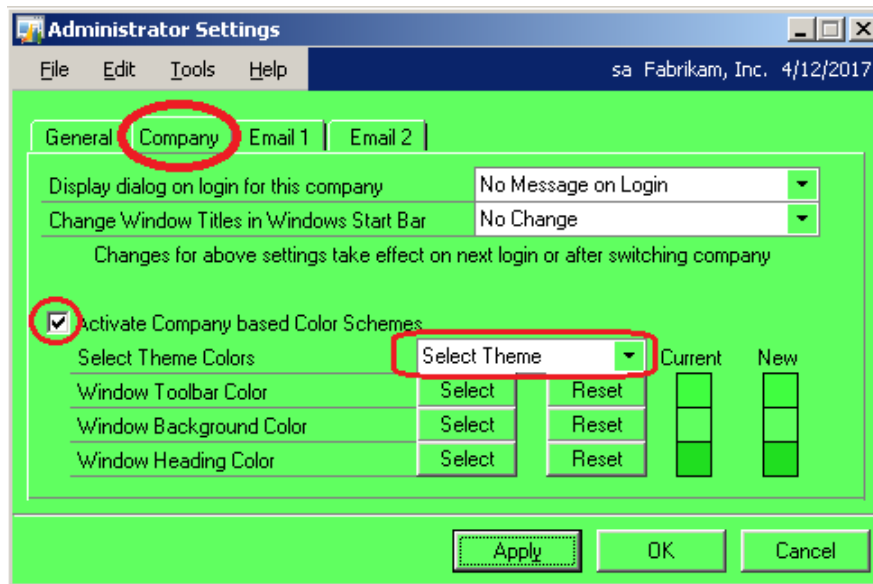 Administrator Settings
File Edit Tools Help sa Fabrikam, Inc. 4/12/2017
General Company Email 1 Email 2
Display dialog on login for this company No Message on Login
Change Window Titles in Windows Start Bar No Change
Changes for above settings take effect on next login or after switching company
Activate Company based Color Schemes
Select Theme Colors Select Theme Current New
Window Toolbar Color Select Reset
Window Background Color Select Reset
Window Heading Color Select Reset
Apply OK Cancel